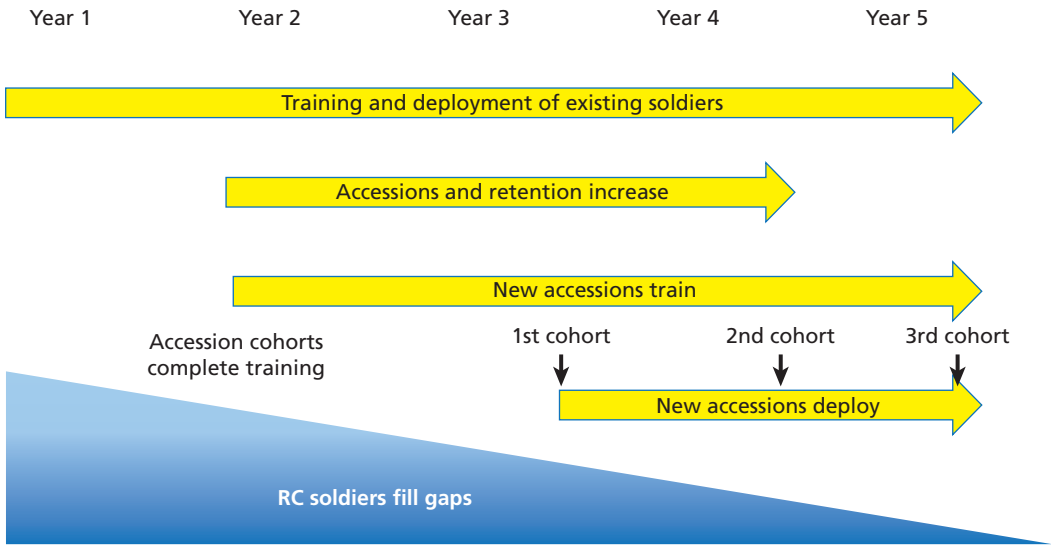 Year 1 Year 2 Year 3 Year 4 Year 5
Training and deployment of existing soldiers
Accessions and retention increase
New accessions train
Accession cohorts
complete training
1st cohort 2nd cohort 3rd cohort
New accessions deploy
RC soldiers fill gaps